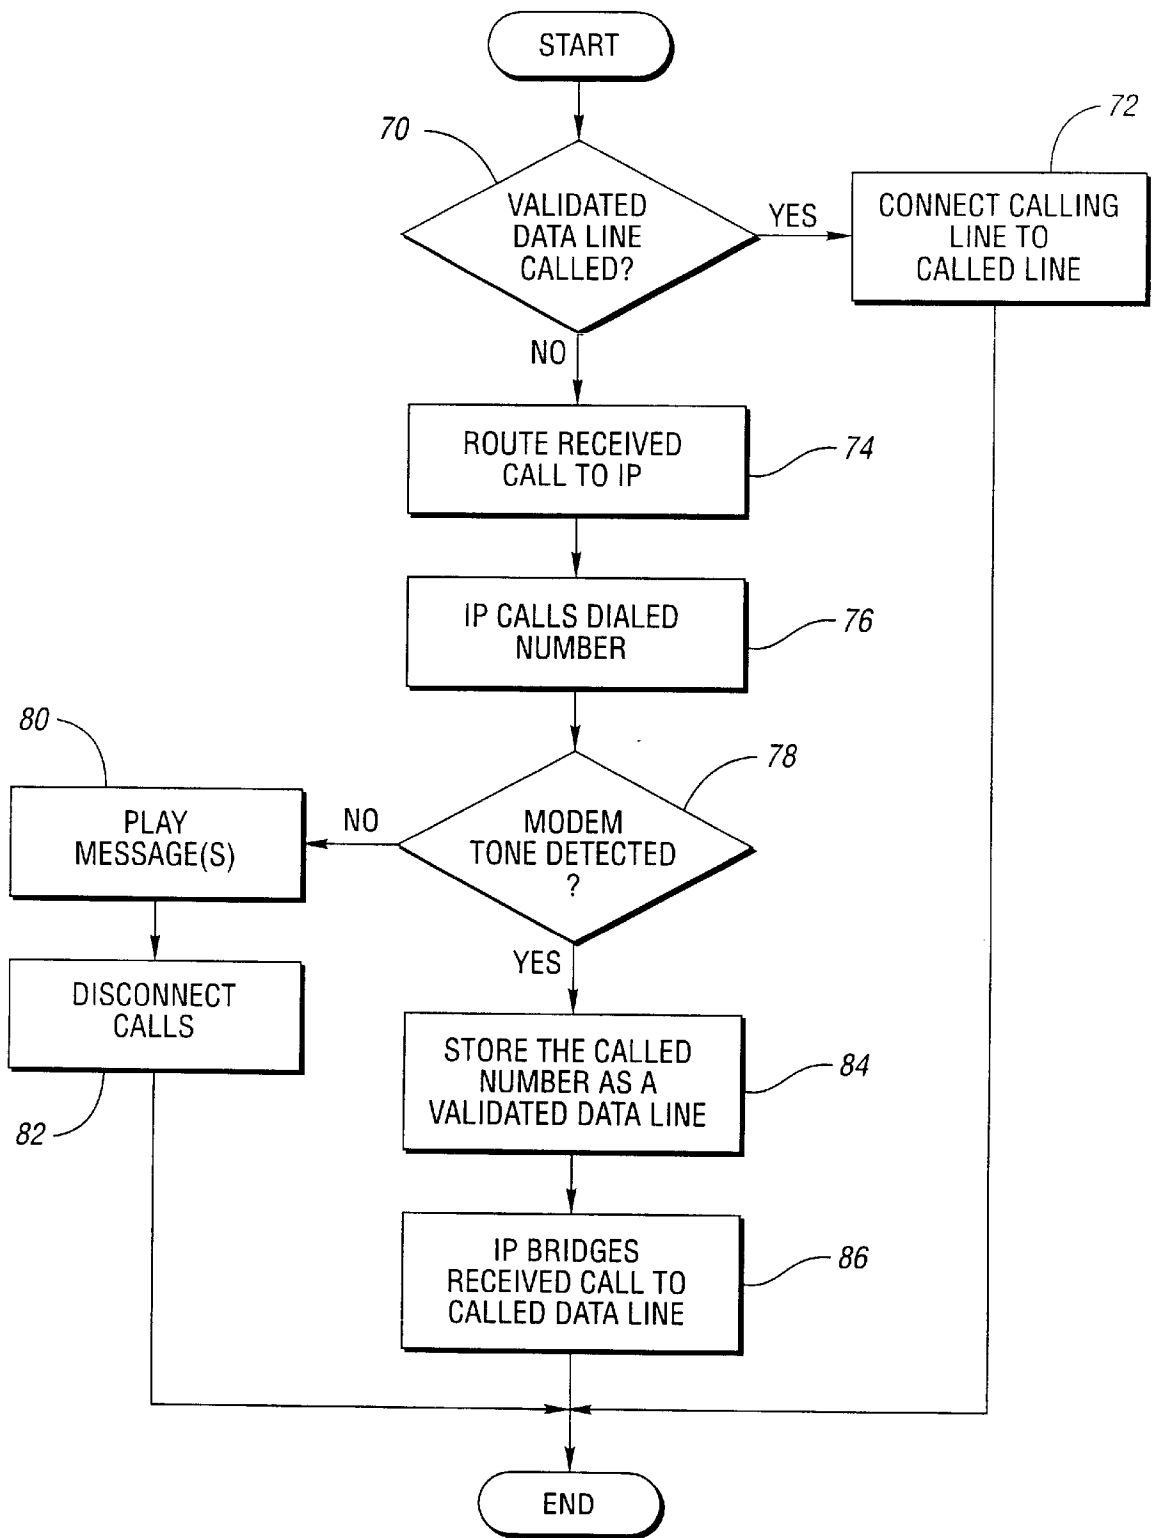 START
70
72
VALIDATED
DATA LINE
CALLED?
YES
CONNECT CALLING
LINE TO
CALLED LINE
NO
ROUTE RECEIVED
CALL TO IP
74
IP CALLS DIALED
NUMBER
76
80
78
PLAY
MESSAGE(S)
NO
MODEM
TONE DETECTED
?
YES
DISCONNECT
CALLS
82
STORE THE CALLED
NUMBER AS A
VALIDATED DATA LINE
84
IP BRIDGES
RECEIVED CALL TO
CALLED DATA LINE
86
END